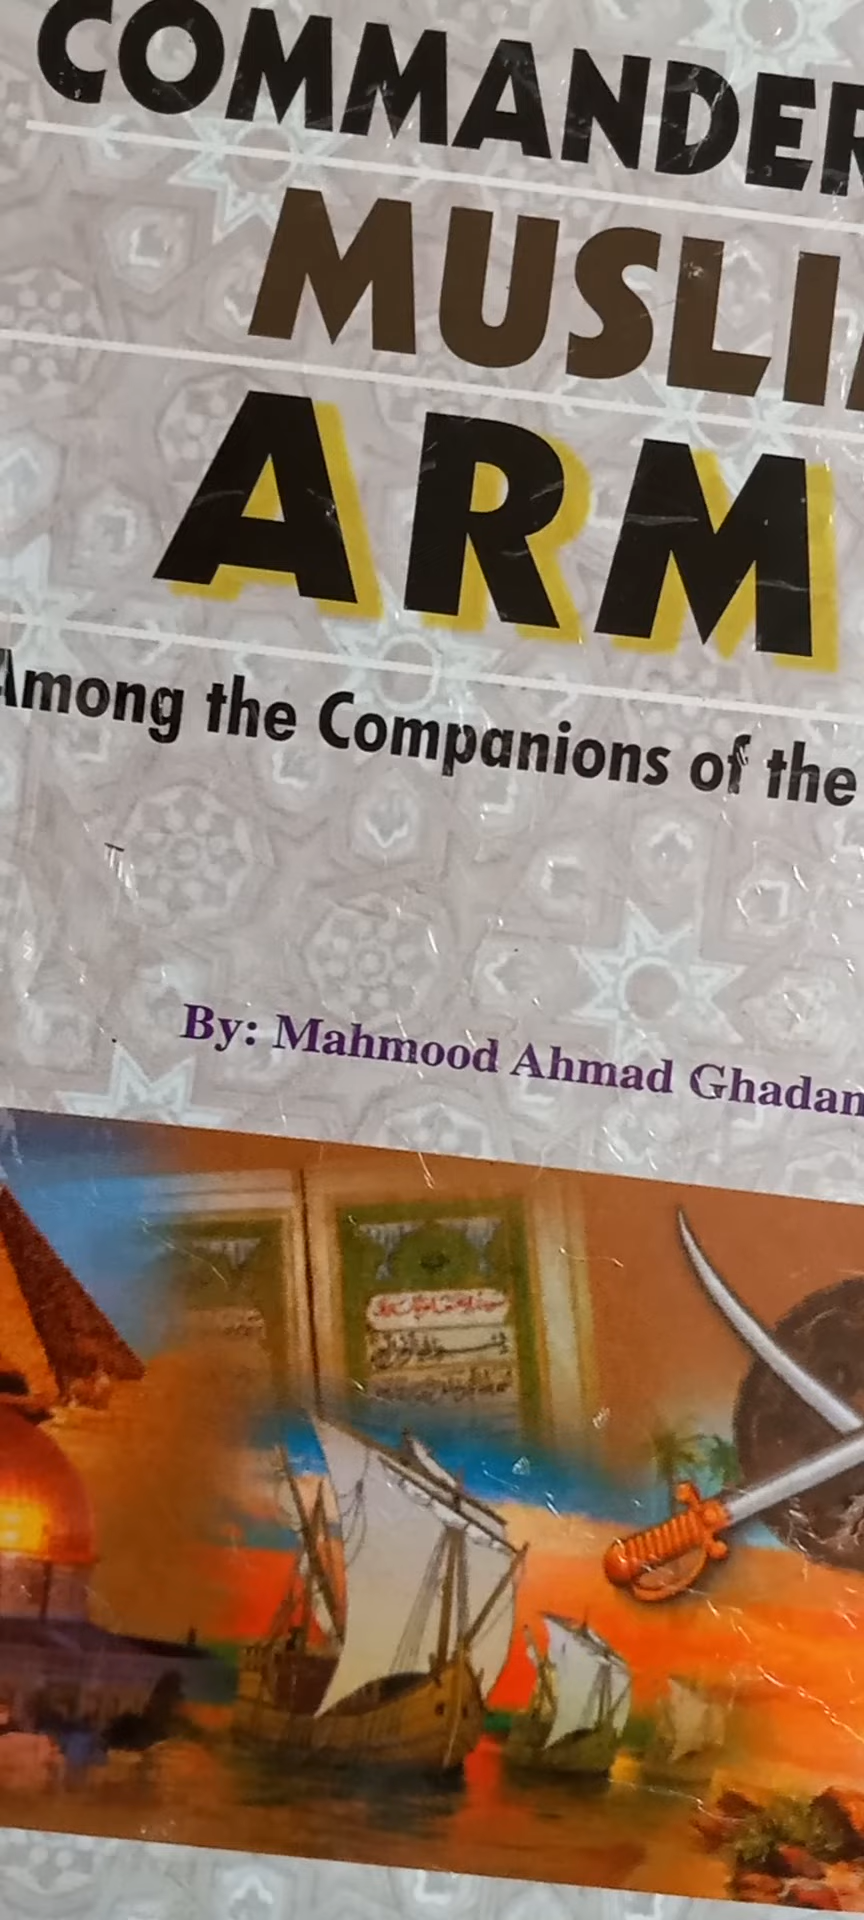 COMMANDER
MUSLI
ARM
Among the Companions of the
By: Mahmood Ahmad Ghadan